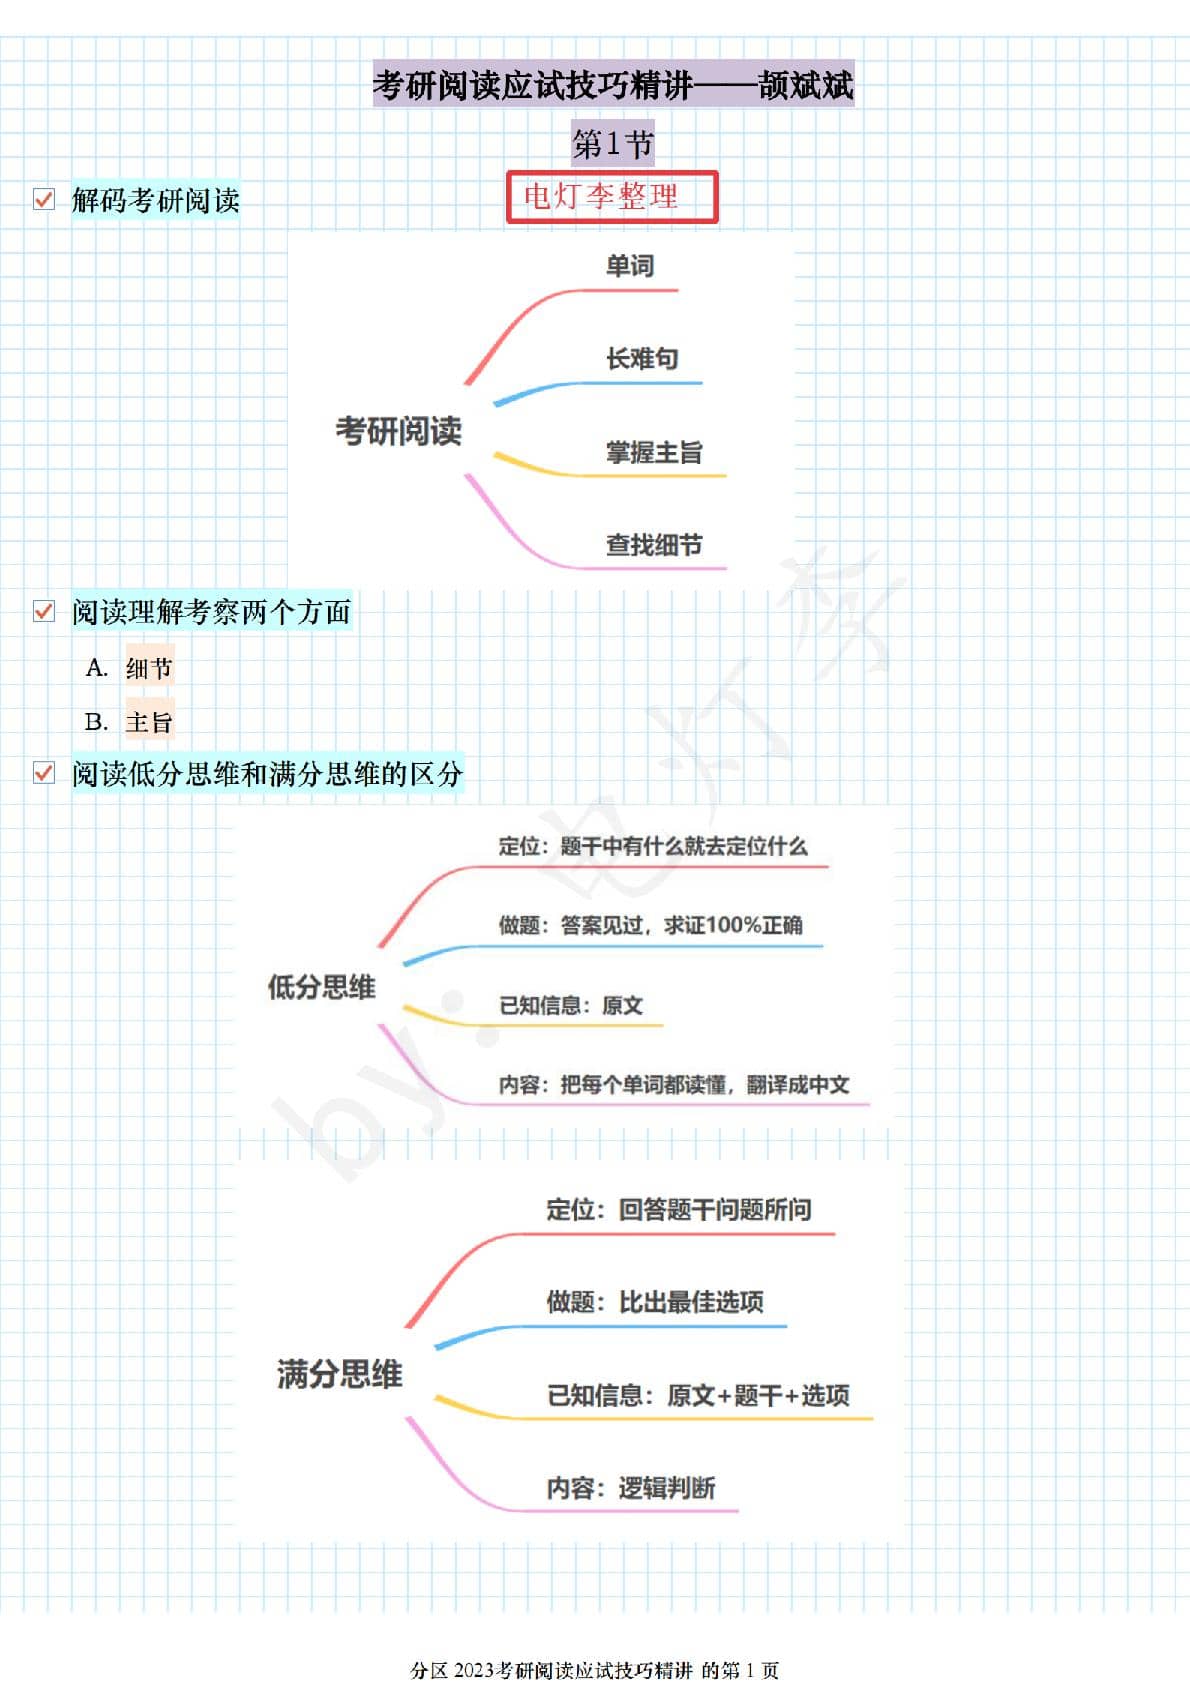 考研阅读应试技巧精讲——颉斌斌
第1节
电灯李整理
解码考研阅读
单词
长难句
考研阅读
掌握主旨
查找细节
阅读理解考察两个方面
A. 细节
B. 主旨
阅读低分思维和满分思维的区分
定位：题干中有什么就去定位什么
做题：答案见过，求证100%正确
低分思维
已知信息：原文
内容：把每个单词都读懂，翻译成中文
定位：回答题干问题所问
做题：比出最佳选项
满分思维
已知信息：原文+题干+选项
内容：逻辑判断
by：电灯李
分区 2023考研阅读应试技巧精讲 的第 1 页